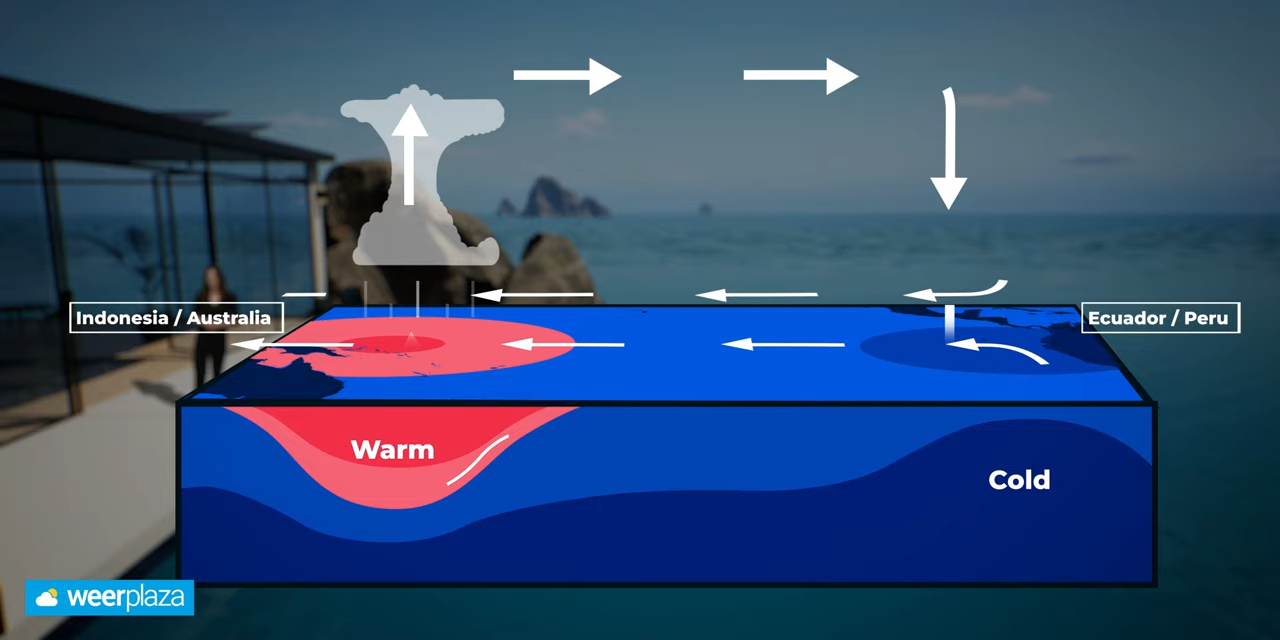 Indonesia / Australia
Ecuador / Peru
Warm
Cold
weerplaza